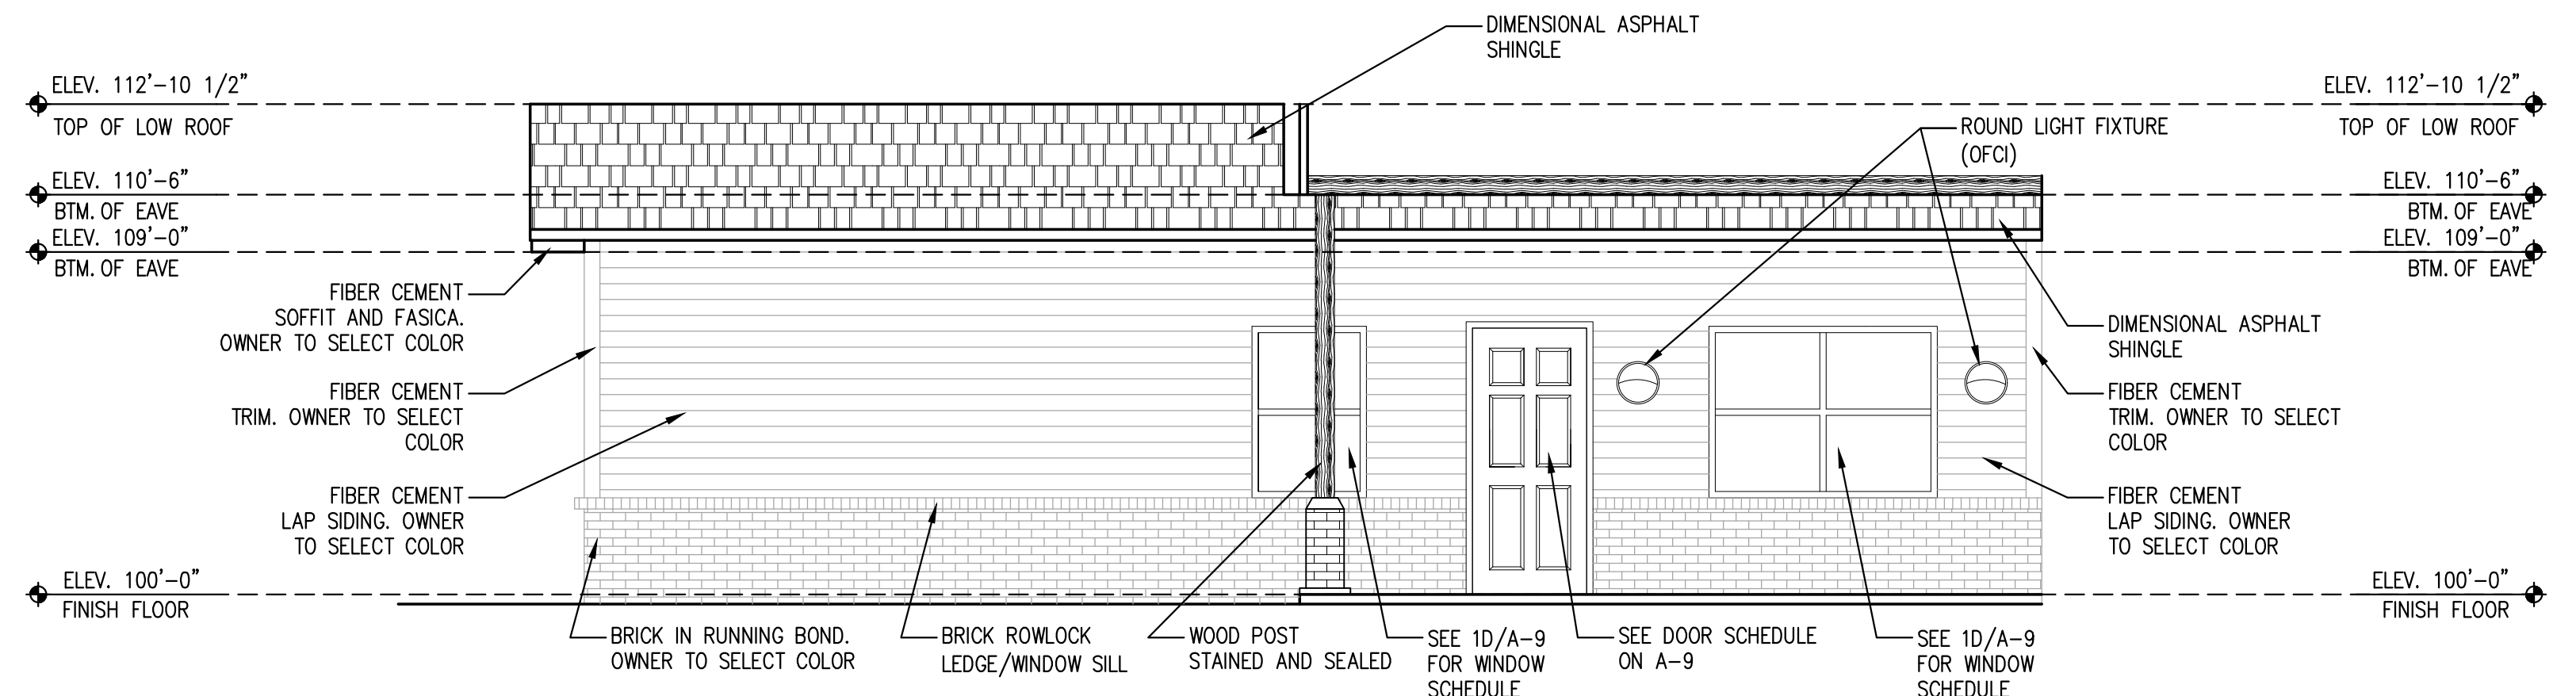 DIMENSIONAL ASPHALT
SHINGLE
ELEV. 112'-10 1/2"
TOP OF LOW ROOF
ELEV. 112'-10 1/2"
TOP OF LOW ROOF
ROUND LIGHT FIXTURE
(OFCI)
ELEV. 110'-6"
BTM. OF EAVE
ELEV. 110'-6"
BTM. OF EAVE
ELEV. 109'-0"
BTM. OF EAVE
ELEV. 109'-0"
BTM. OF EAVE
FIBER CEMENT
SOFFIT AND FASICA.
OWNER TO SELECT COLOR
FIBER CEMENT
TRIM. OWNER TO SELECT
COLOR
FIBER CEMENT
LAP SIDING. OWNER
TO SELECT COLOR
DIMENSIONAL ASPHALT
SHINGLE
FIBER CEMENT
TRIM. OWNER TO SELECT
COLOR
FIBER CEMENT
LAP SIDING. OWNER
TO SELECT COLOR
ELEV. 100'-0"
FINISH FLOOR
ELEV. 100'-0"
FINISH FLOOR
BRICK IN RUNNING BOND.
OWNER TO SELECT COLOR
BRICK ROWLOCK
LEDGE/WINDOW SILL
WOOD POST
STAINED AND SEALED
SEE 1D/A-9
FOR WINDOW
SCHEDULE
SEE DOOR SCHEDULE
ON A-9
SEE 1D/A-9
FOR WINDOW
SCHEDULE